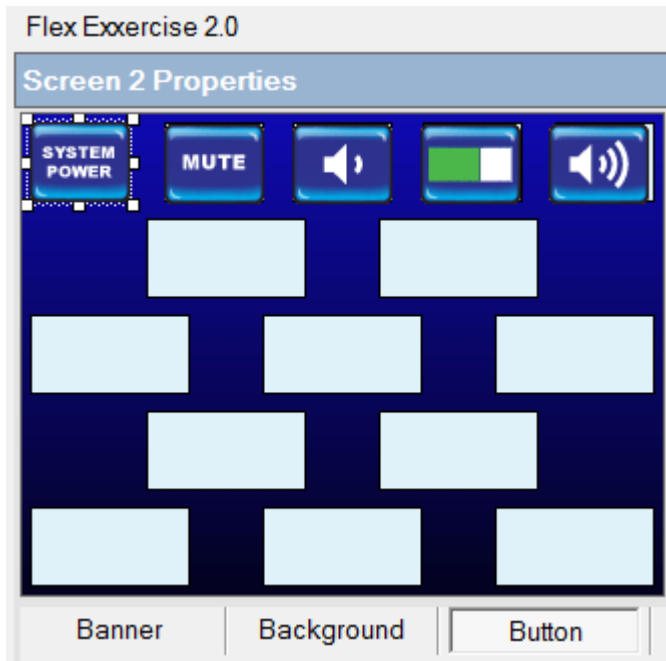 Flex Exxercise 2.0
Screen 2 Properties
SYSTEM
POWER
MUTE
Banner
Background
Button